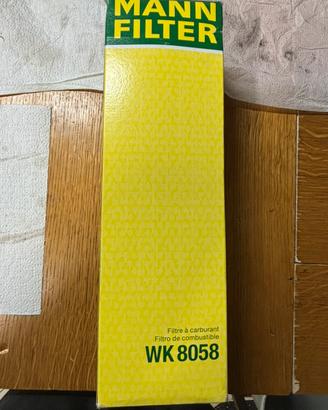 MANN
FILTER
Filtre à carburant
Filtro de combustible
WK 8058